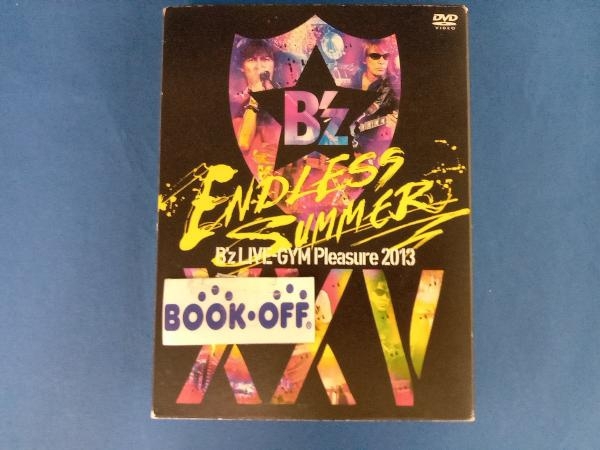 DVD
VIDEO
B'z
ENDLESS
SUMMER
B'z LIVE-GYM Pleasure 2013
XXV
BOOK・OFF®